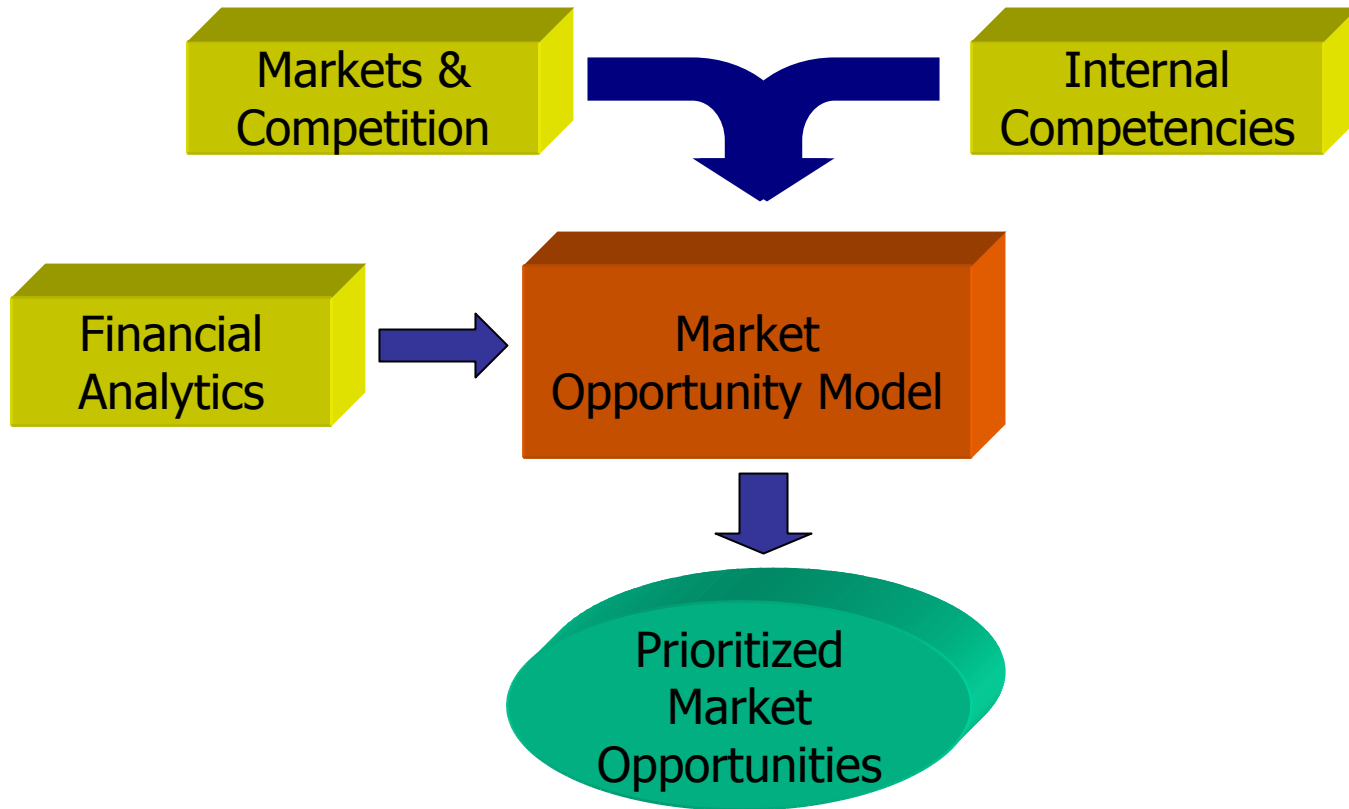 Markets &
Competition
Internal
Competencies
Financial
Analytics
Market
Opportunity Model
Prioritized
Market
Opportunities